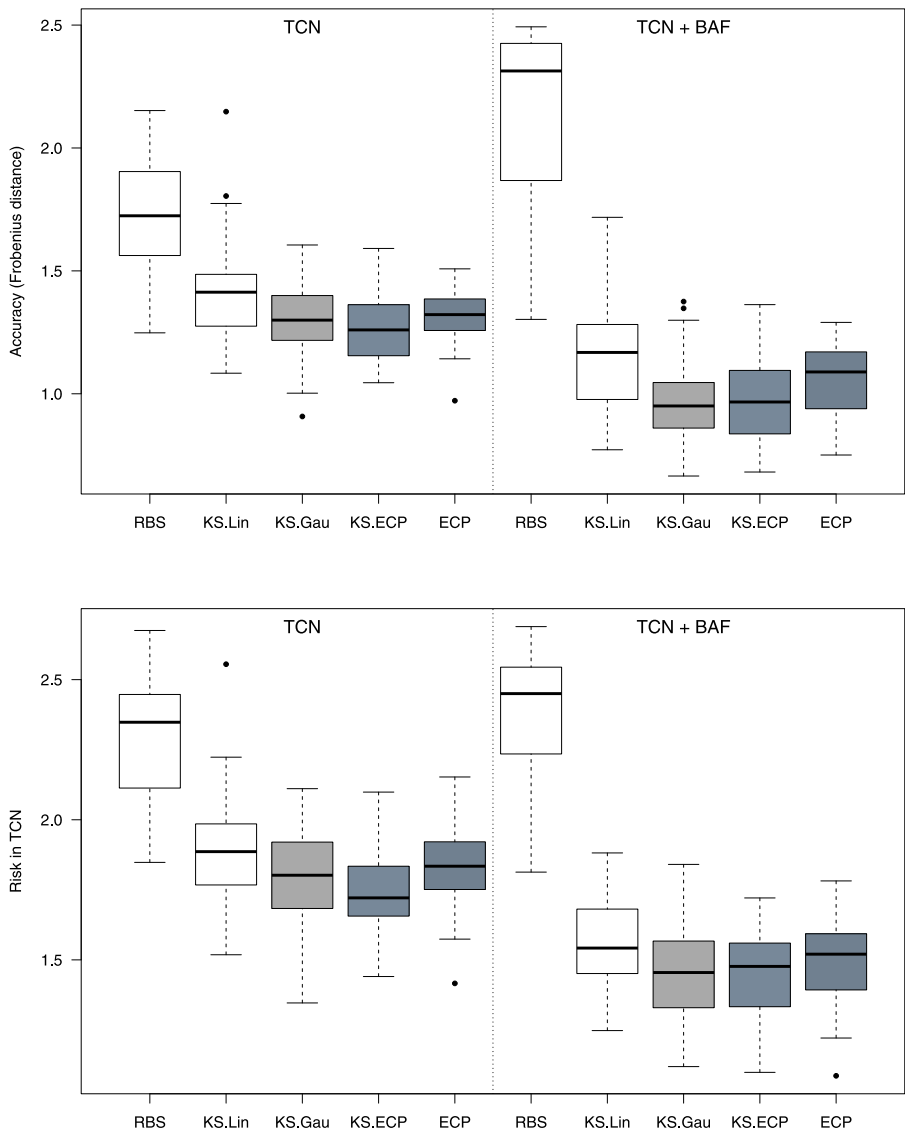 TCN TCN + BAF
2.5
2.0
1.5
1.0
Accuracy (Frobenius distance)
RBS KS.Lin KS.Gau KS.ECP ECP RBS KS.Lin KS.Gau KS.ECP ECP
TCN TCN + BAF
2.5
2.0
1.5
Risk in TCN
RBS KS.Lin KS.Gau KS.ECP ECP RBS KS.Lin KS.Gau KS.ECP ECP